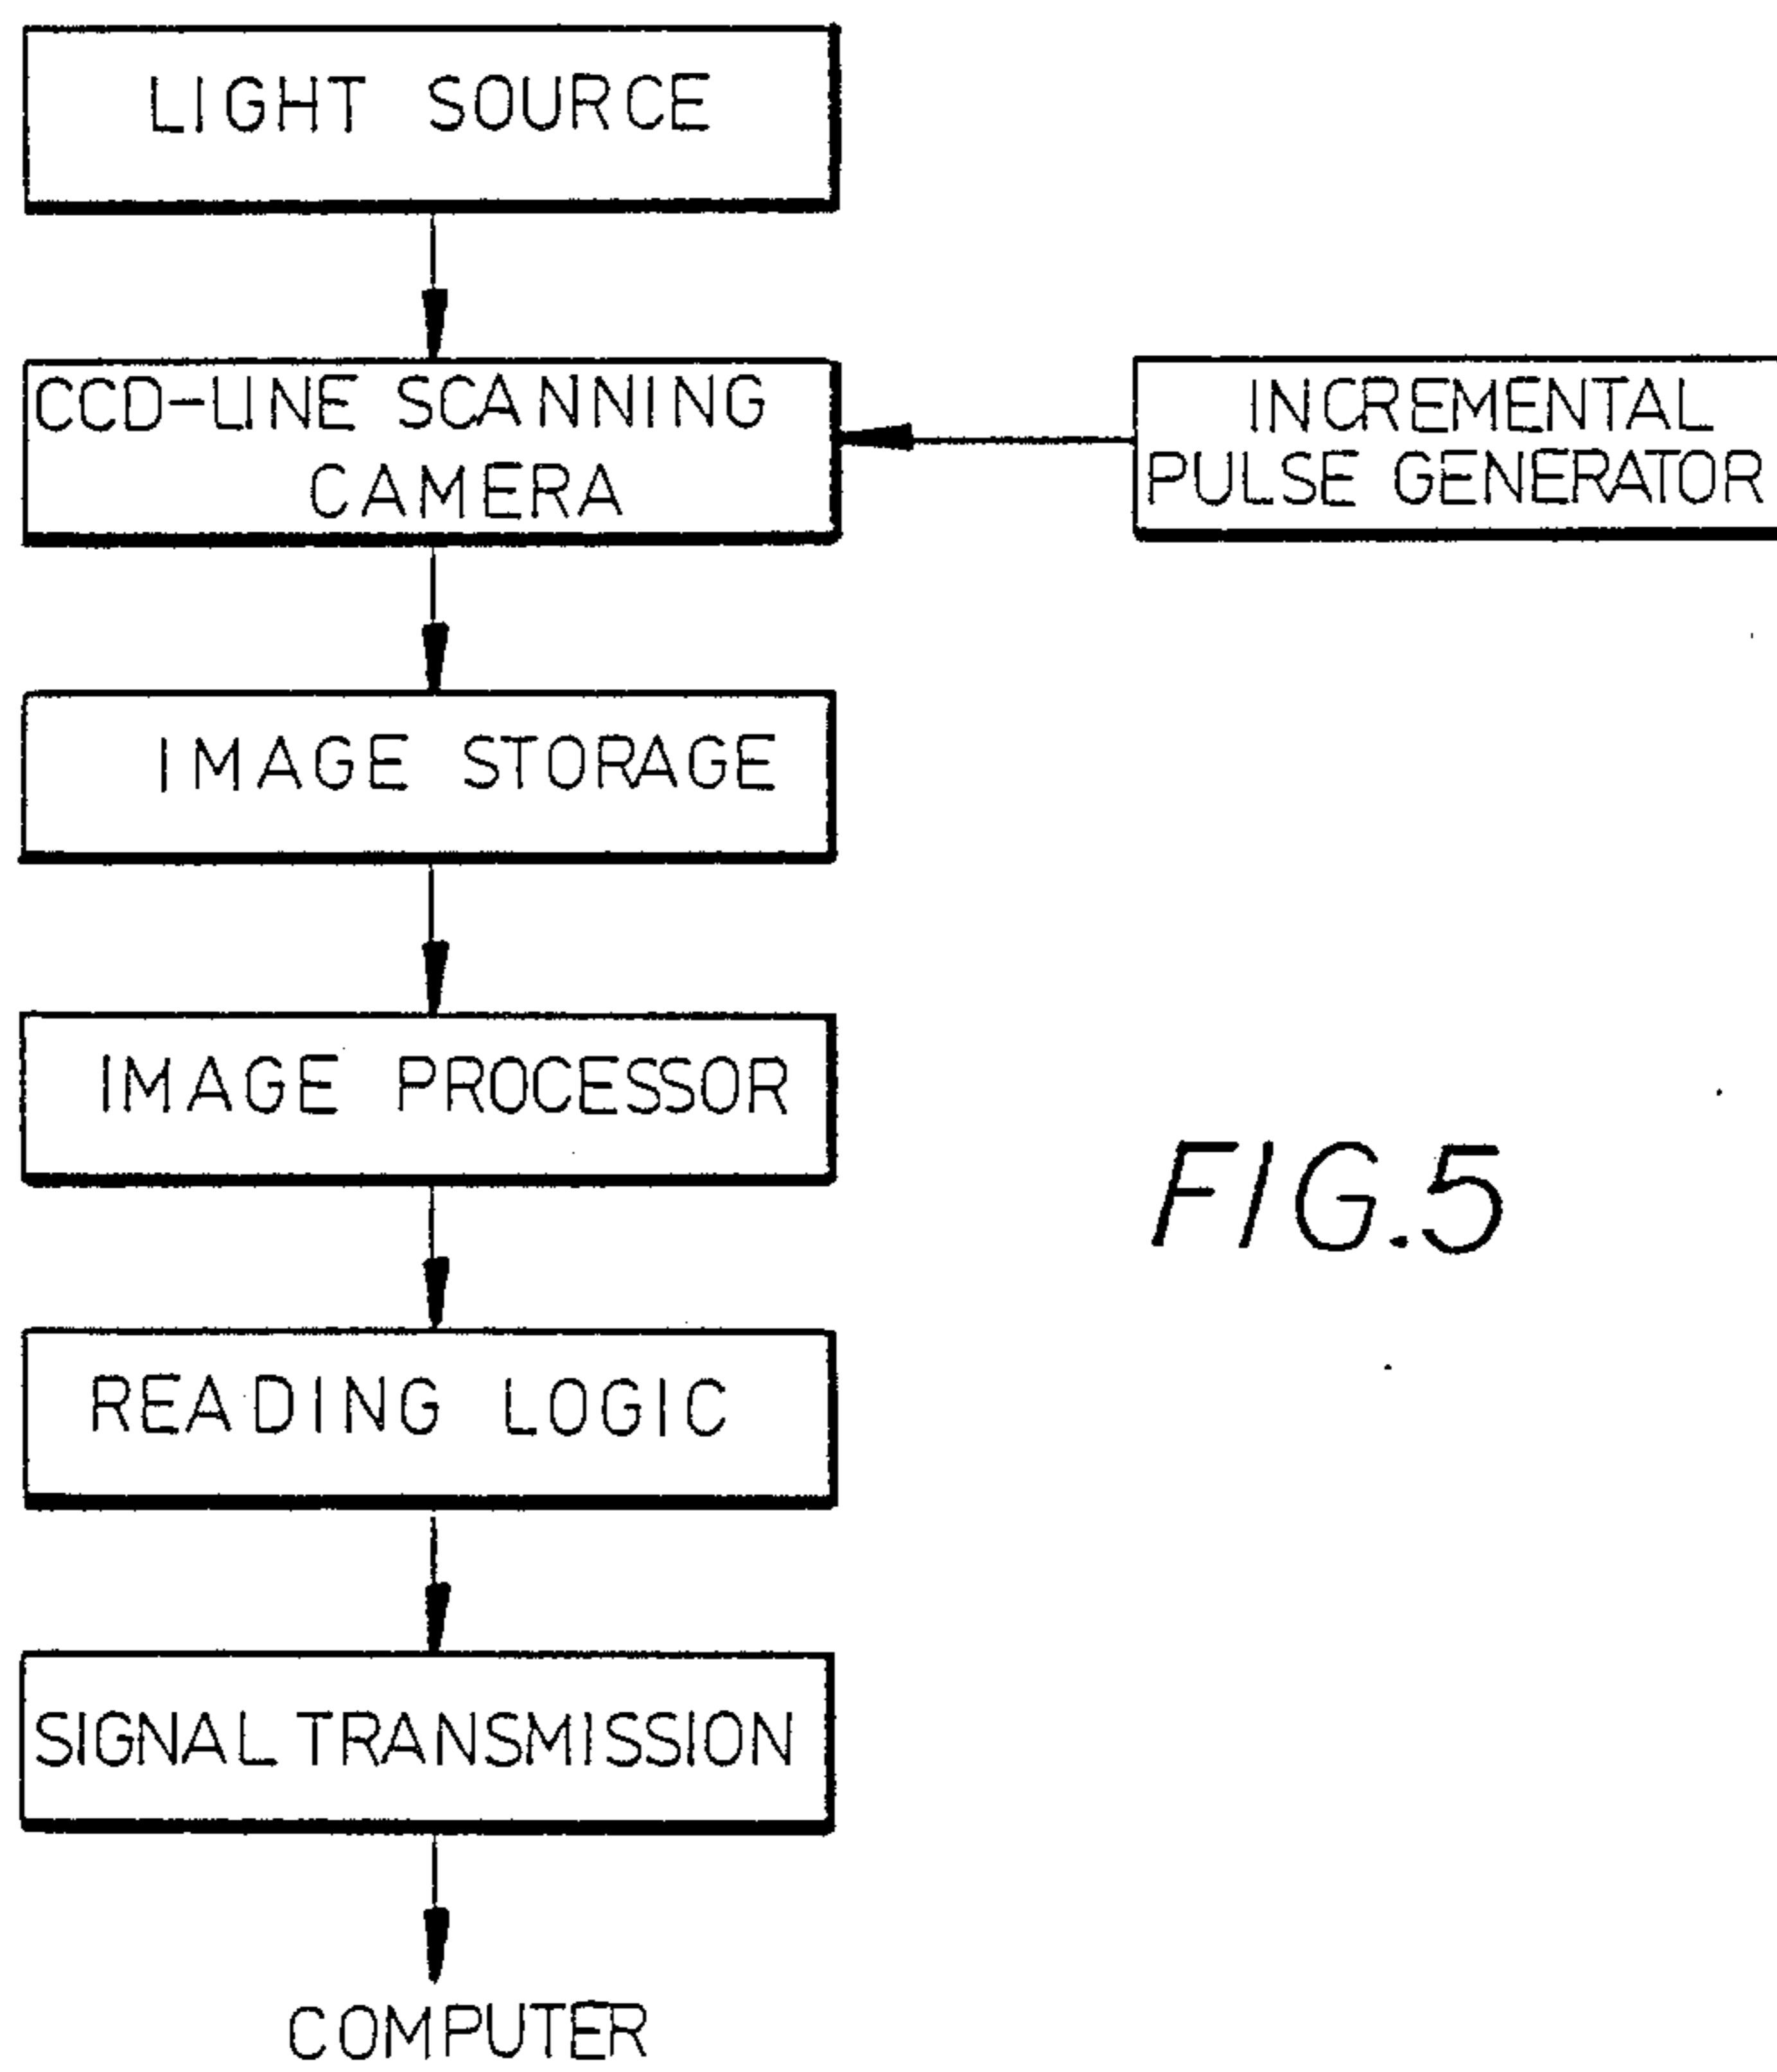 LIGHT SOURCE
CCD-LINE SCANNING
CAMERA
INCREMENTAL
PULSE GENERATOR
IMAGE STORAGE
IMAGE PROCESSOR
FIG.5
READING LOGIC
SIGNAL TRANSMISSION
COMPUTER